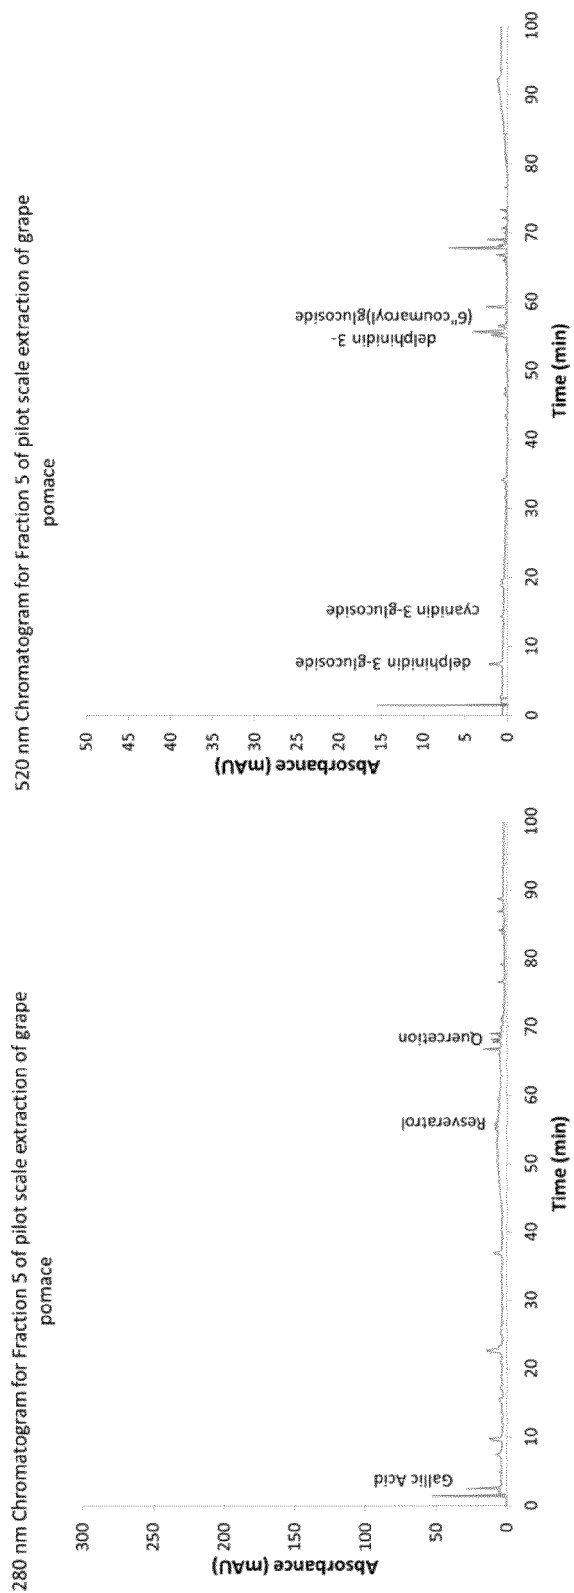 280 nm Chromatogram for Fraction 5 of pilot scale extraction of grape
pomace
300
250
200
150
100
50
0
Absorbance (mAU)
Gallic Acid
Resveratrol
Quercetion
0 10 20 30 40 50 60 70 80 90 100
Time (min)
520 nm Chromatogram for Fraction 5 of pilot scale extraction of grape
pomace
50
45
40
35
30
25
20
15
10
5
0
Absorbance (mAU)
delphinidin 3-glucoside
cyanidin 3-glucoside
delphinidin 3-
(6"coumaroyl)glucoside
0 10 20 30 40 50 60 70 80 90 100
Time (min)